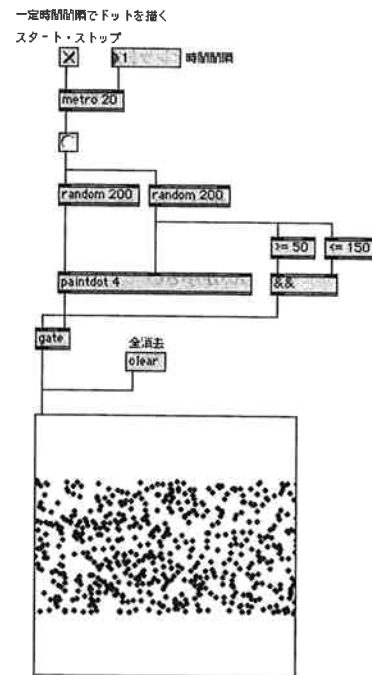 一定時間間隔でドットを描く
スタート・ストップ
1 時間間隔
metro 20
random 200 random 200
>= 50 <= 150
paintdot 4 &&
gate
全消去
clear